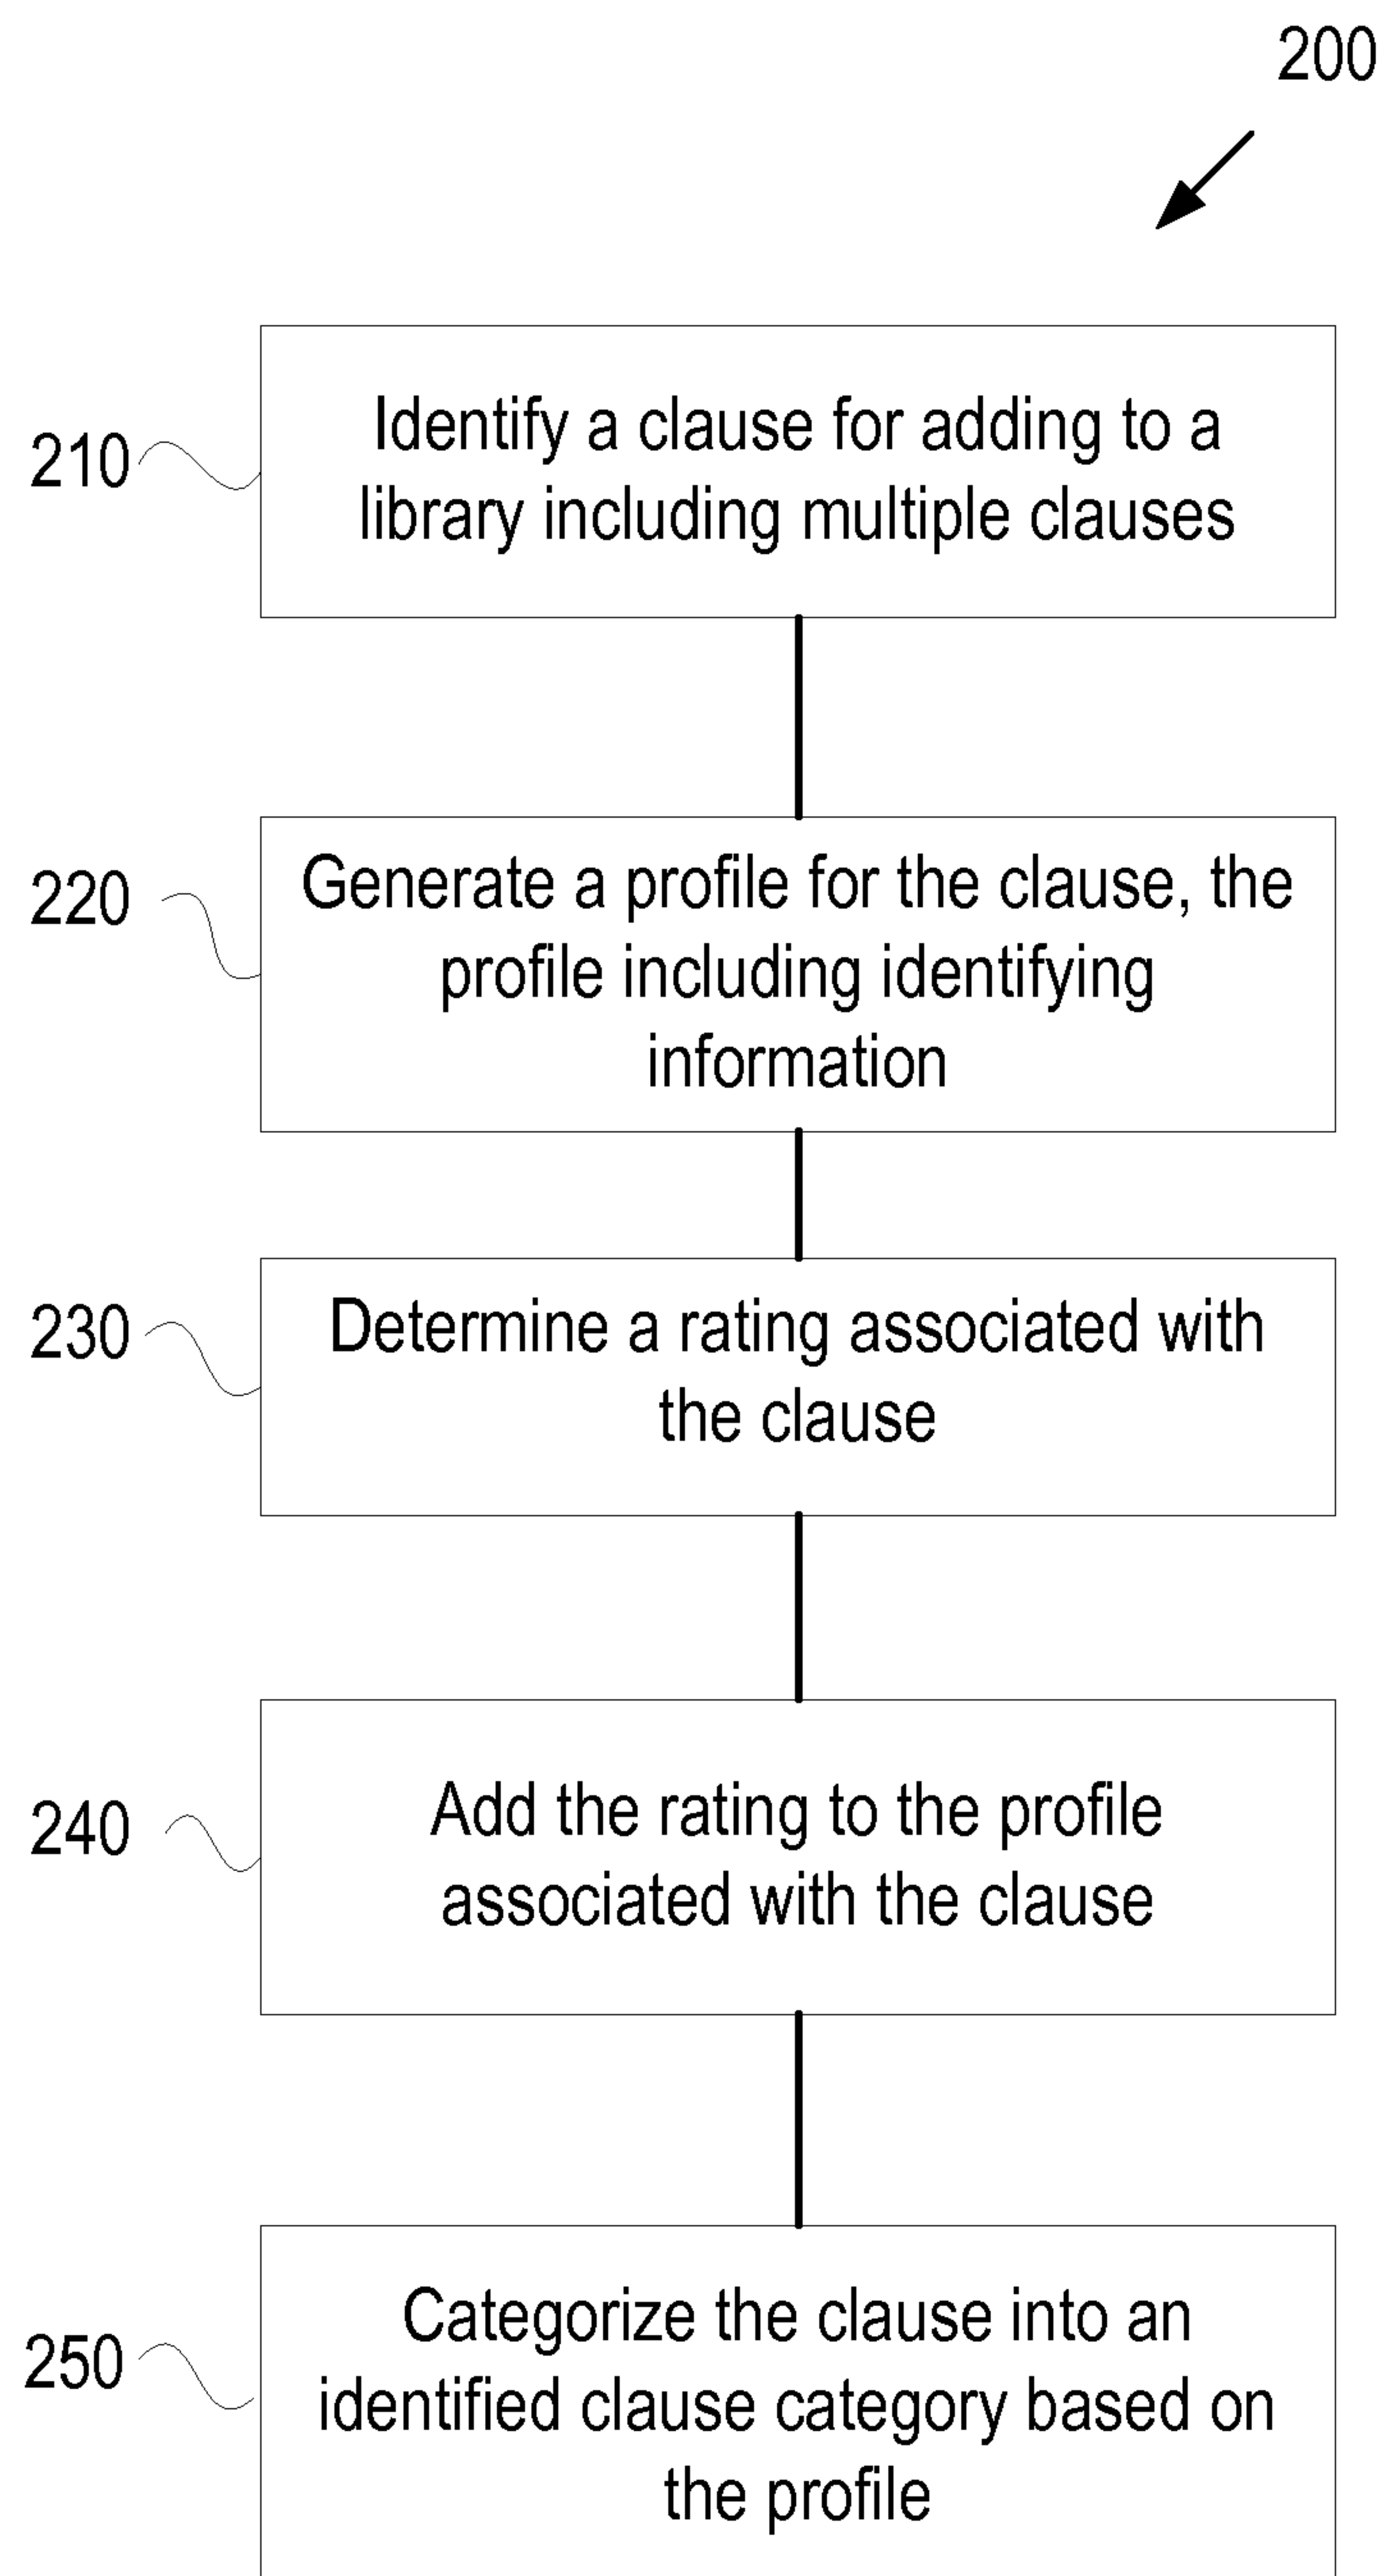 200
210
Identify a clause for adding to a
library including multiple clauses
220
Generate a profile for the clause, the
profile including identifying
information
230
Determine a rating associated with
the clause
240
Add the rating to the profile
associated with the clause
250
Categorize the clause into an
identified clause category based on
the profile